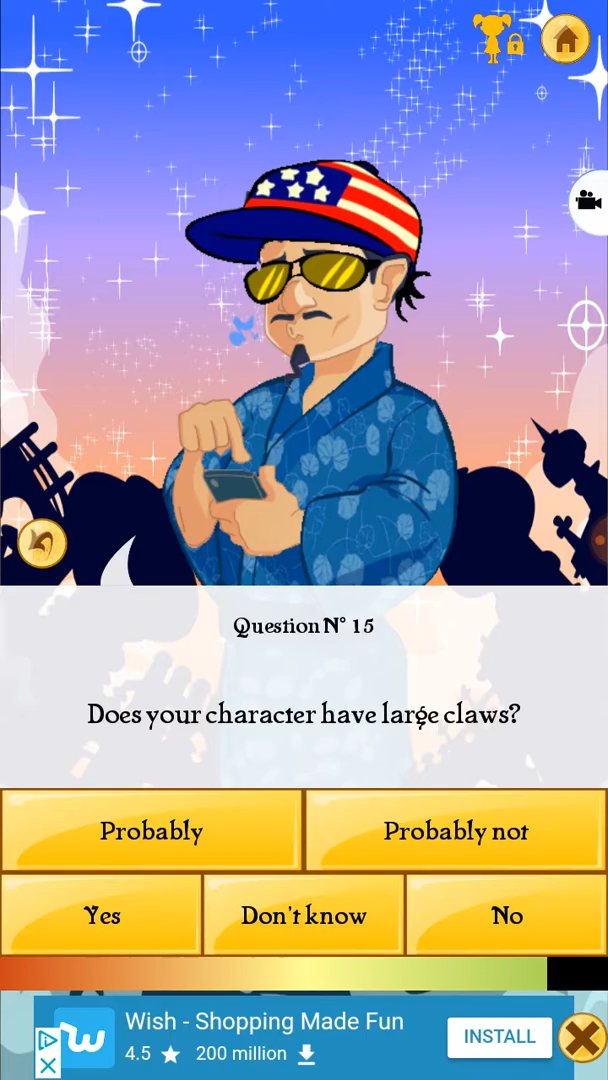 Question N° 15
Does your character have large claws?
Probably
Probably not
Yes
Don't know
No
Wish - Shopping Made Fun
4.5 ★ 200 million
INSTALL